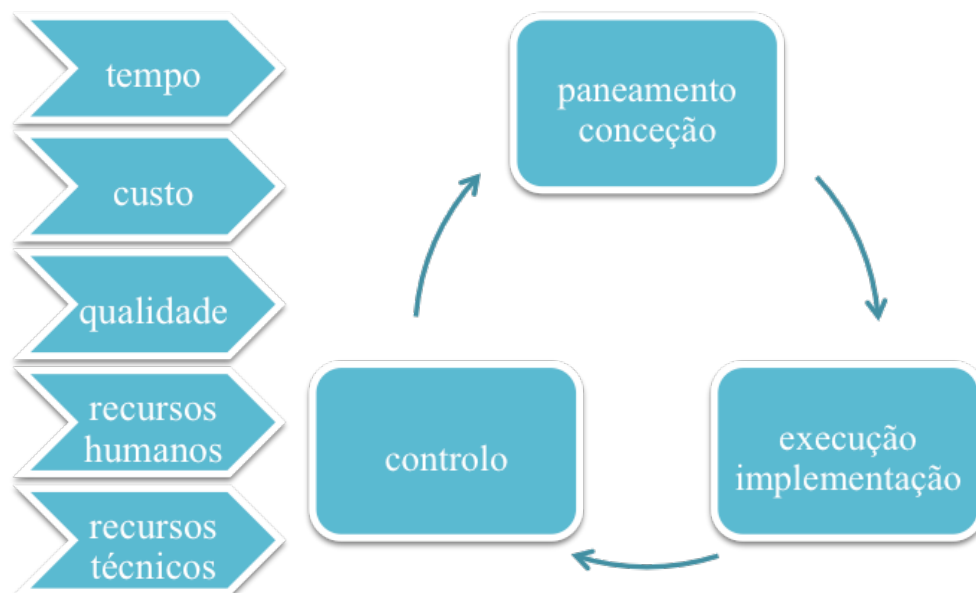 tempo
custo
qualidade
recursos
humanos
recursos
técnicos
paneamento
conceção
execução
implementação
controlo